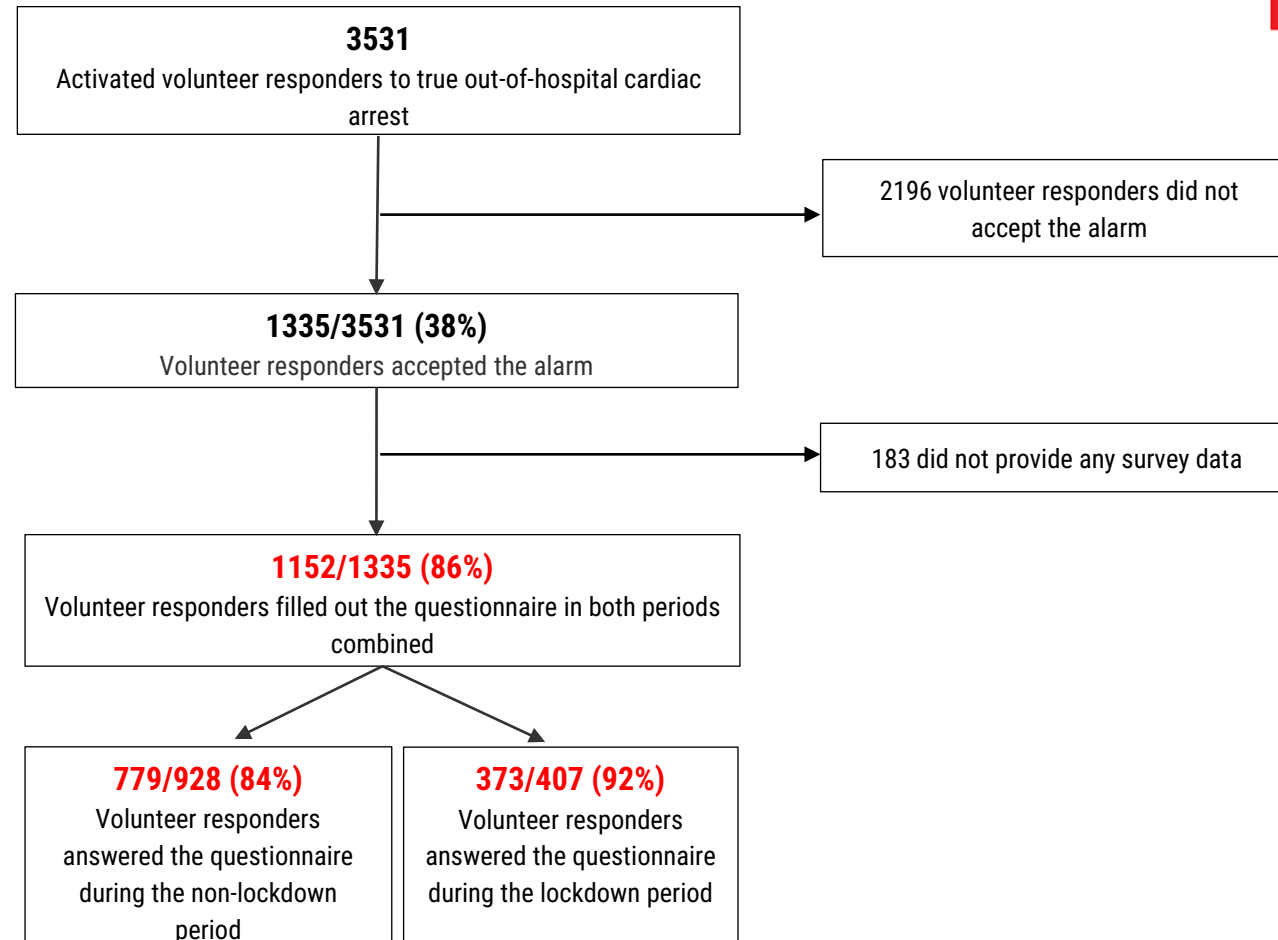 3531
Activated volunteer responders to true out-of-hospital cardiac
arrest
2196 volunteer responders did not
accept the alarm
1335/3531 (38%)
Volunteer responders accepted the alarm
183 did not provide any survey data
1152/1335 (86%)
Volunteer responders filled out the questionnaire in both periods
combined
779/928 (84%)
Volunteer responders
answered the questionnaire
during the non-lockdown
period
373/407 (92%)
Volunteer responders
answered the questionnaire
during the lockdown period